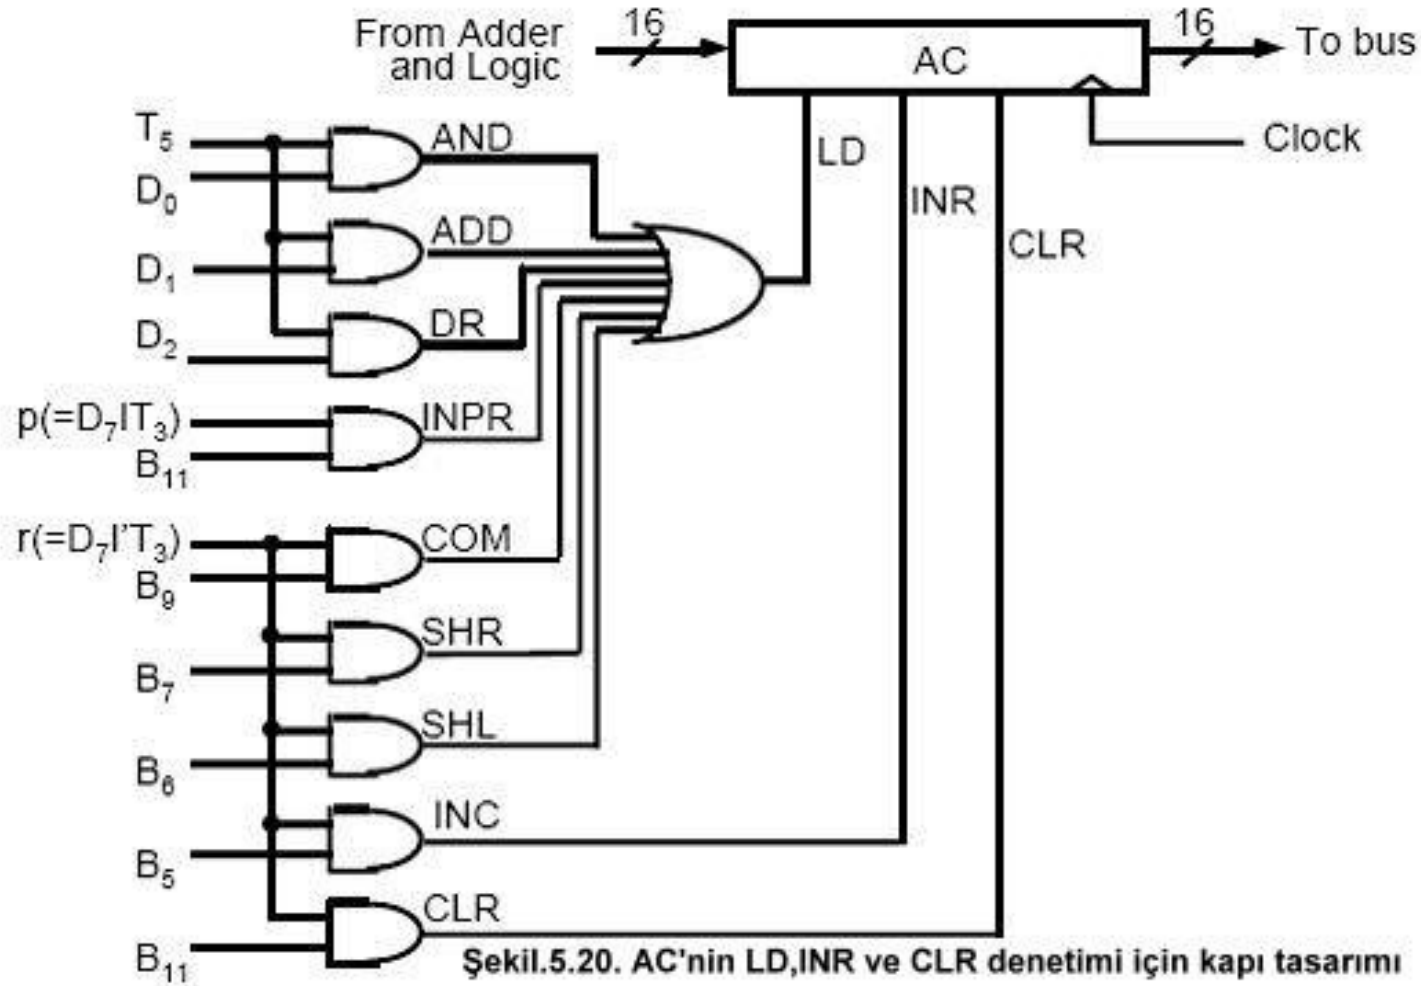 From Adder
and Logic
16
AC
16
To bus
Clock
LD
INR
CLR
T5
D0
AND
D1
ADD
D2
DR
p(=D7IT3)
B11
INPR
r(=D7I'T3)
B9
COM
B7
SHR
B6
SHL
B5
INC
B11
CLR
Şekil.5.20. AC'nin LD,INR ve CLR denetimi için kapı tasarımı